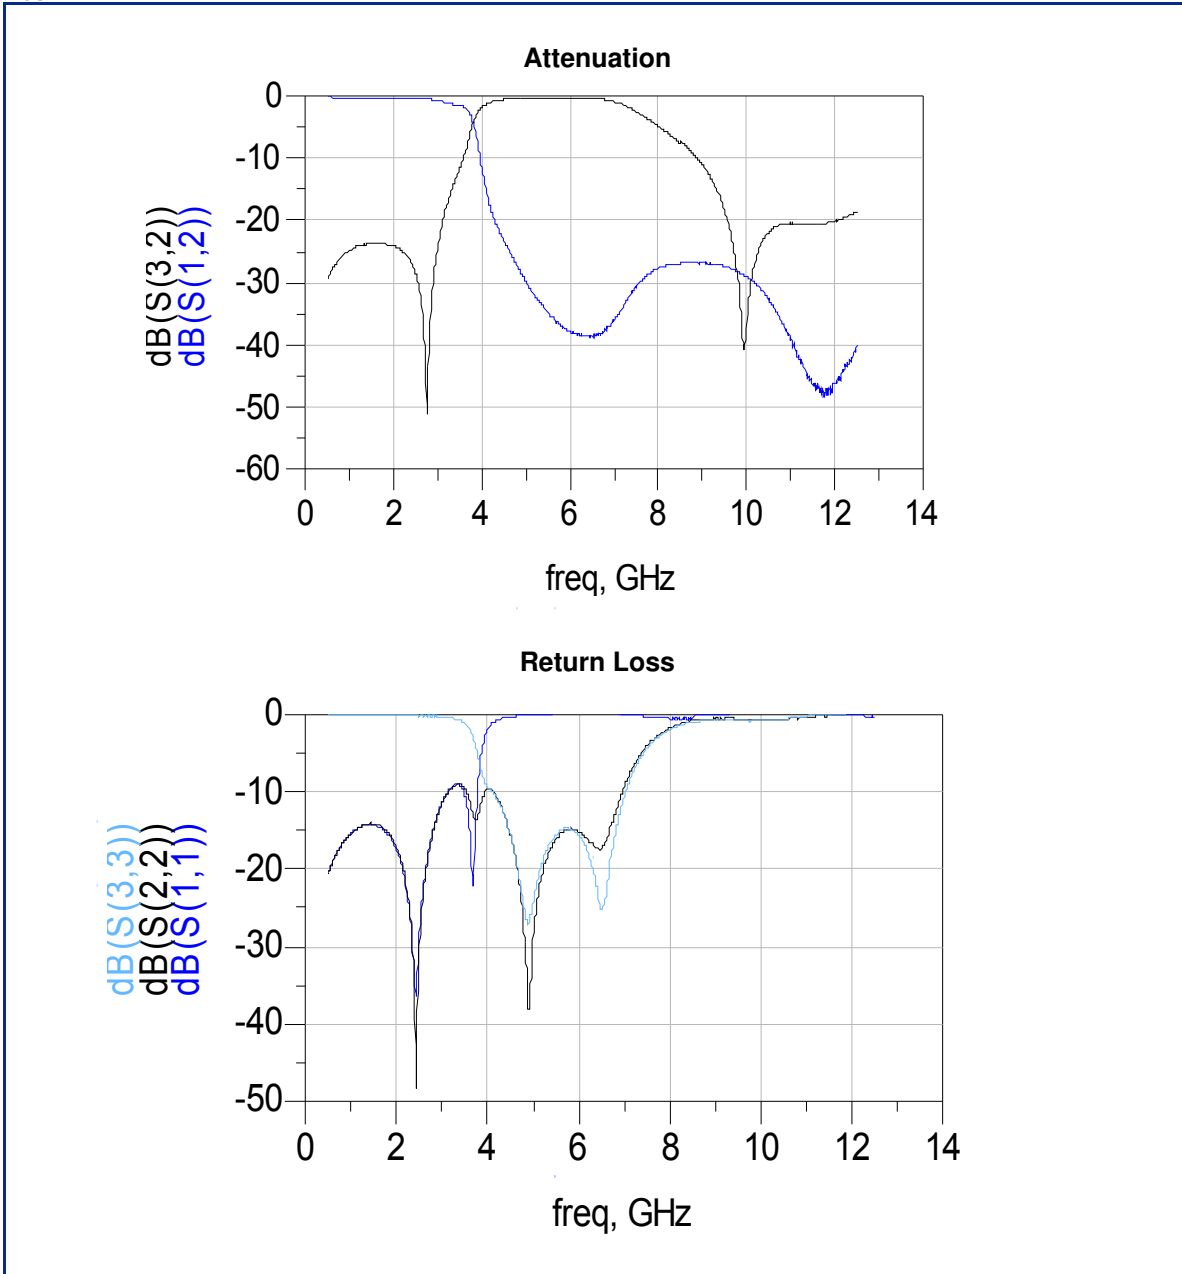 Attenuation
0
-10
-20
-30
-40
-50
-60
dB(S(3,2))
dB(S(1,2))
0 2 4 6 8 10 12 14
freq, GHz
Return Loss
0
-10
-20
-30
-40
-50
dB(S(3,3))
dB(S(2,2))
dB(S(1,1))
0 2 4 6 8 10 12 14
freq, GHz